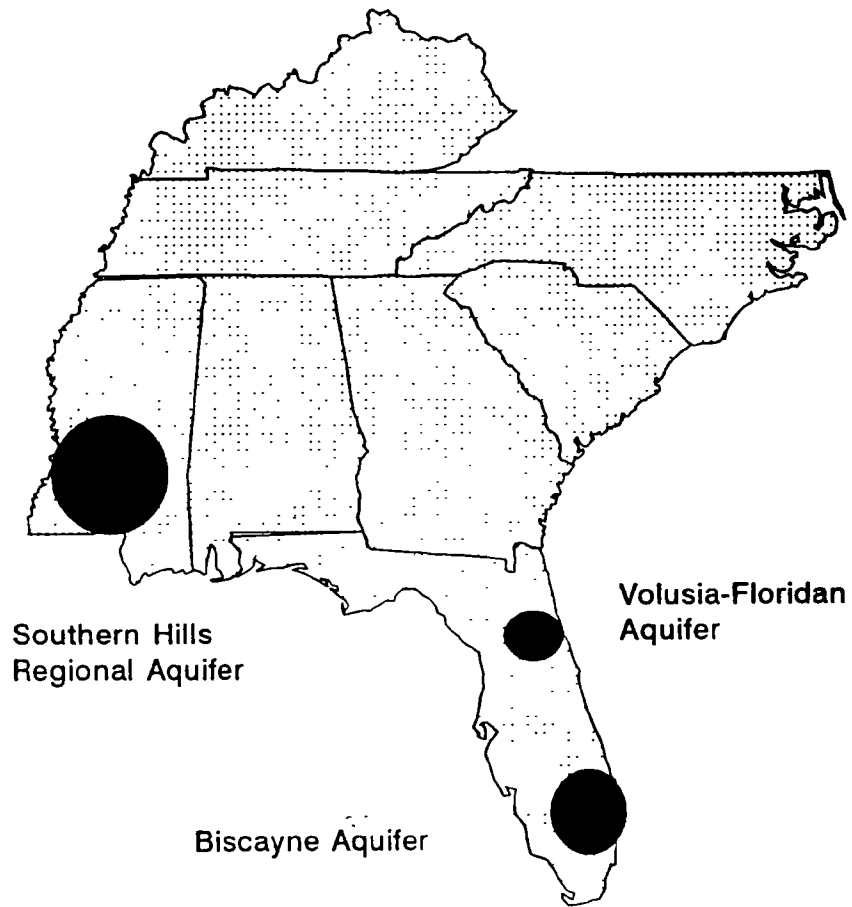 Volusia-Floridan
Aquifer
Southern Hills
Regional Aquifer
Biscayne Aquifer